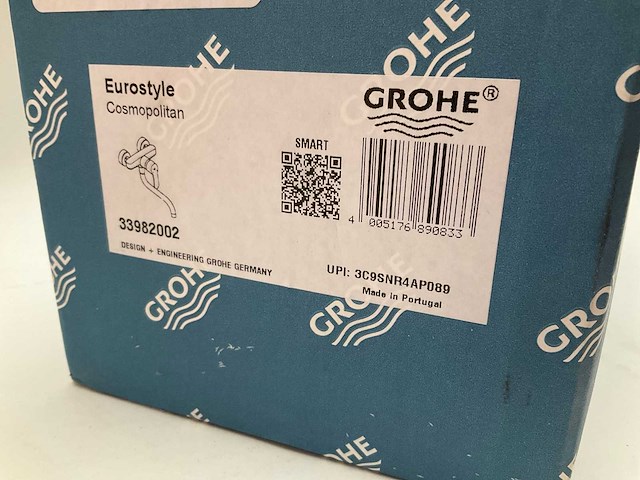 GROHE
GROHE
GROHE
Eurostyle
Cosmopolitan
GROHE®
SMART
4 005176 890833
33982002
DESIGN + ENGINEERING GROHE GERMANY
UPI: 3C9SNR4AP089
Made in Portugal
GROHE
GROHE
GROHE